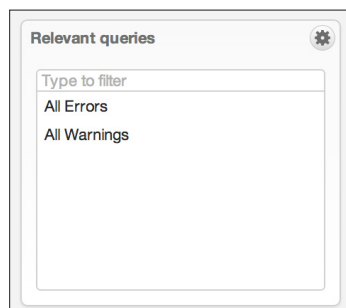 Relevant queries
Type to filter
All Errors
All Warnings